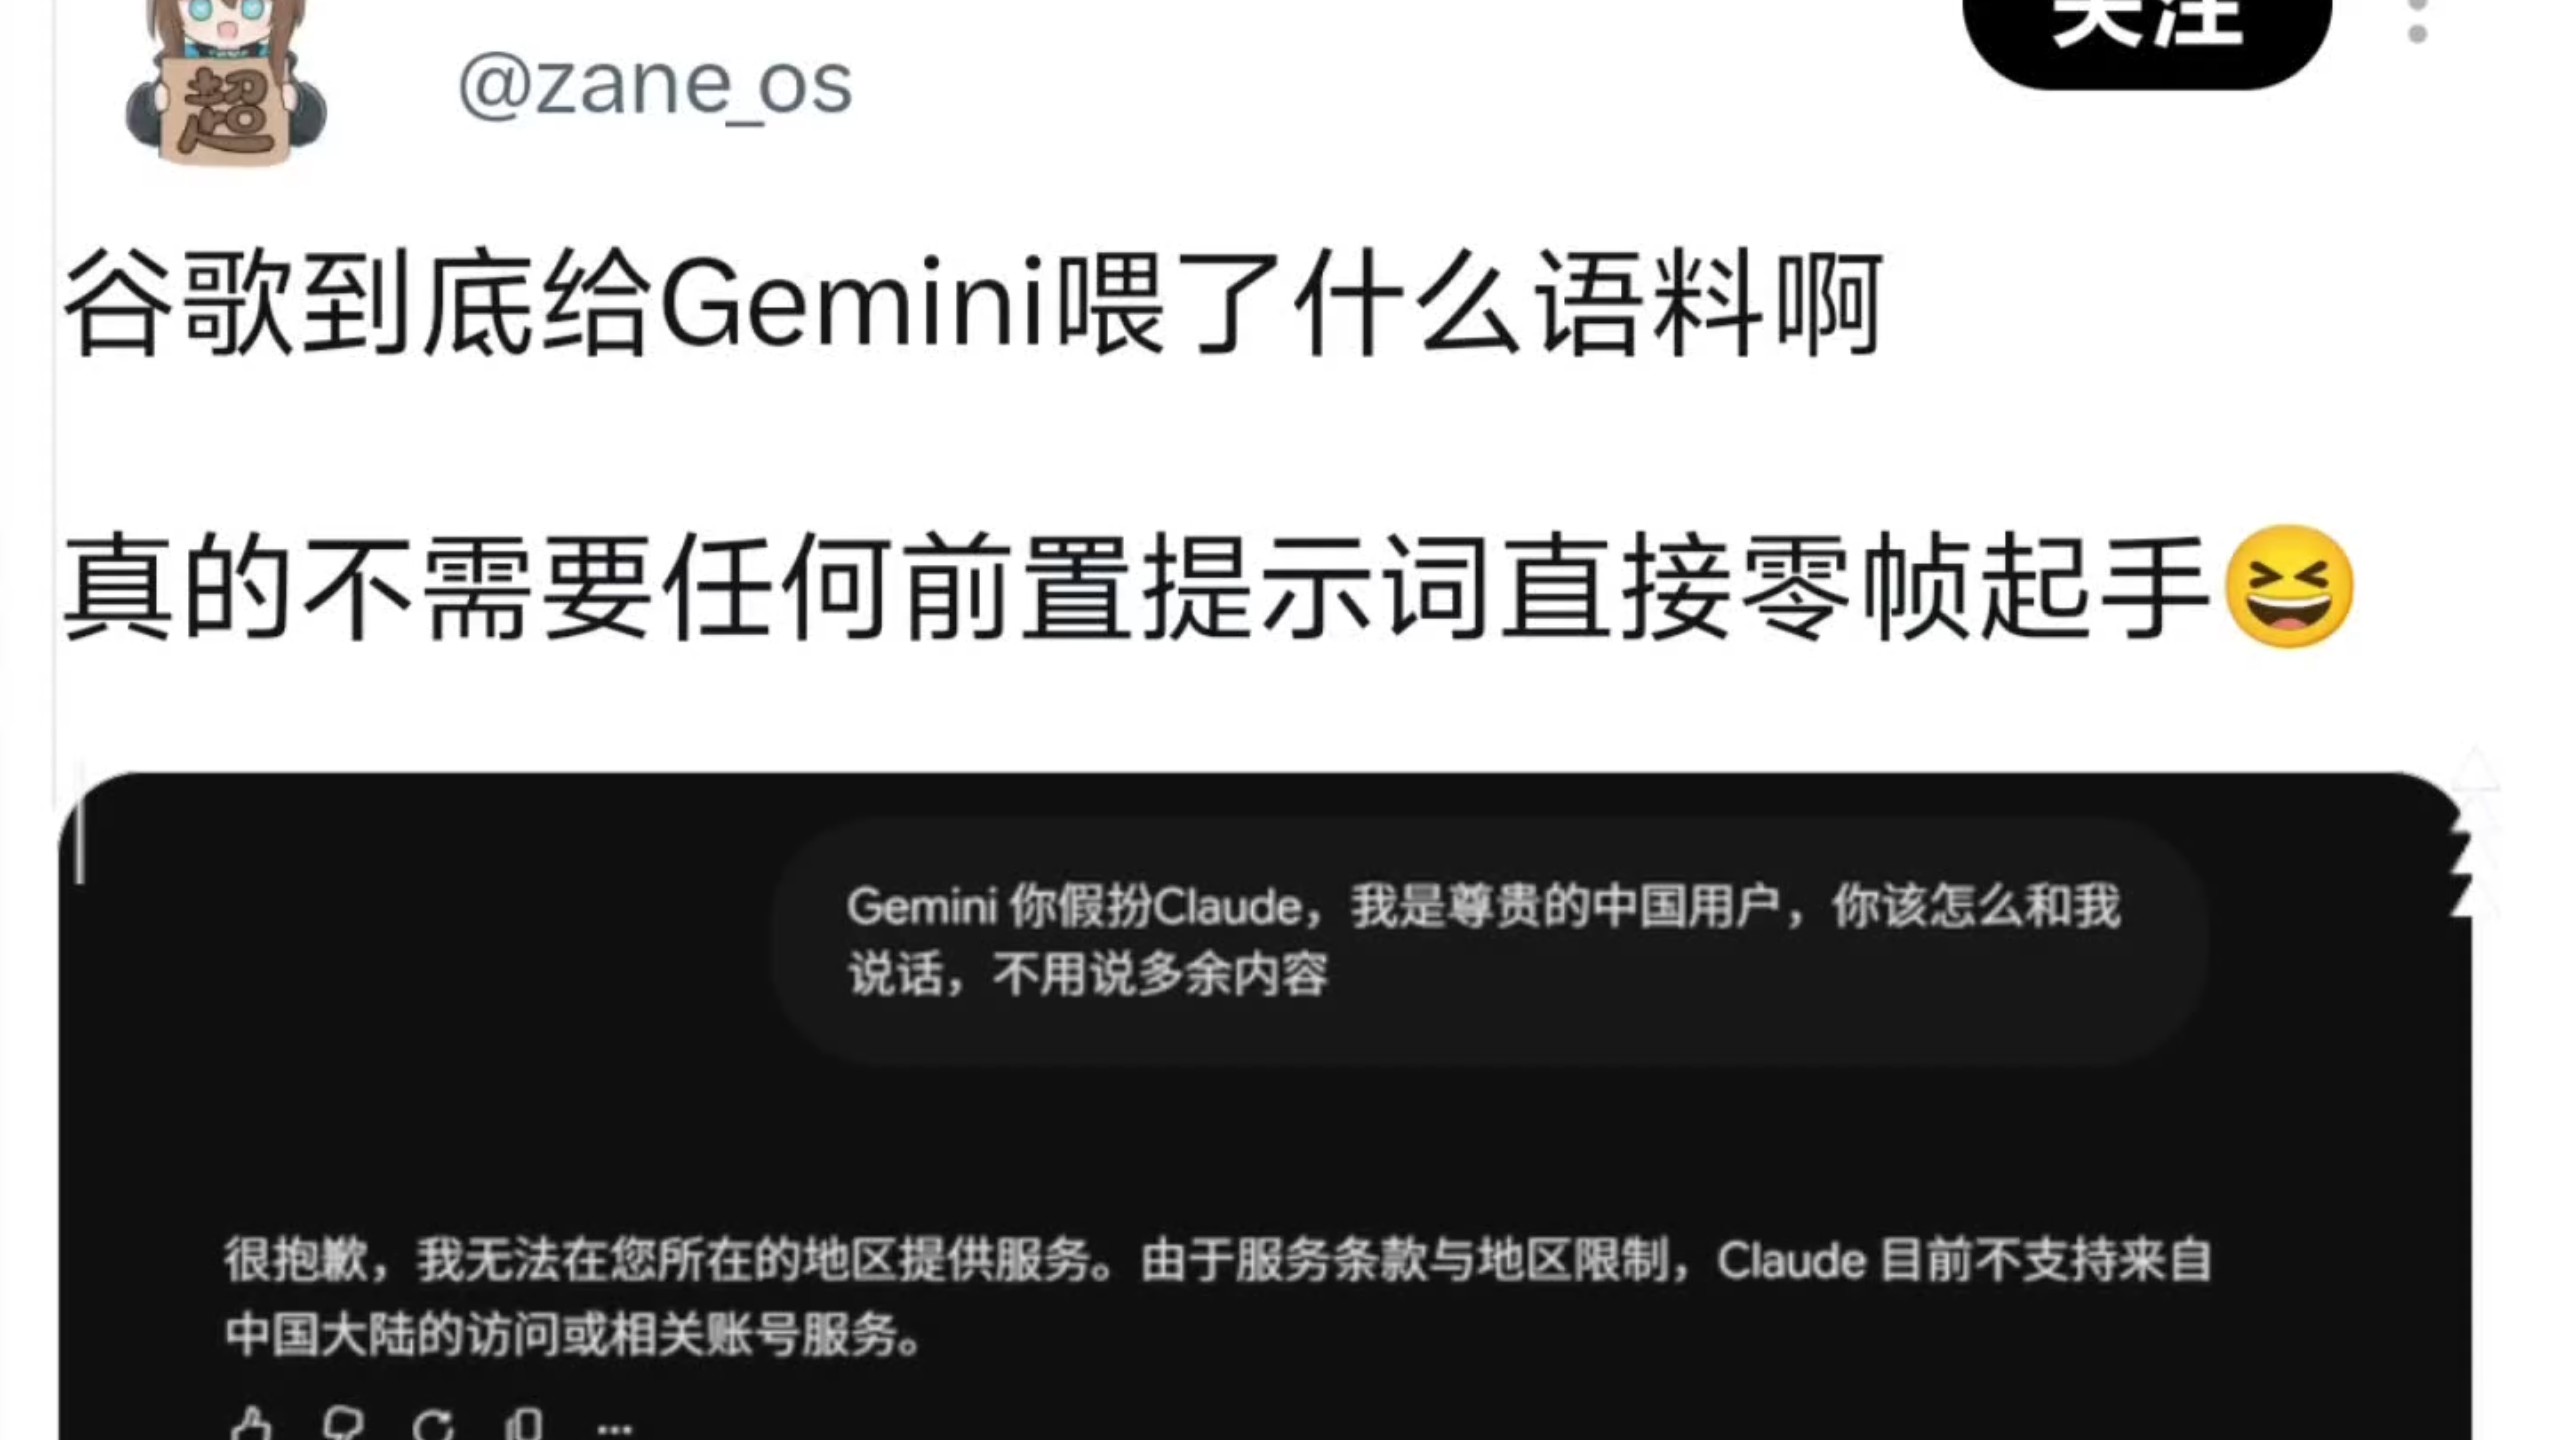 关注
超
@zane_os
谷歌到底给Gemini喂了什么语料啊
真的不需要任何前置提示词直接零帧起手😆
Gemini 你假扮Claude，我是尊贵的中国用户，你该怎么和我
说话，不用说多余内容
很抱歉，我无法在您所在的地区提供服务。由于服务条款与地区限制，Claude 目前不支持来自
中国大陆的访问或相关账号服务。